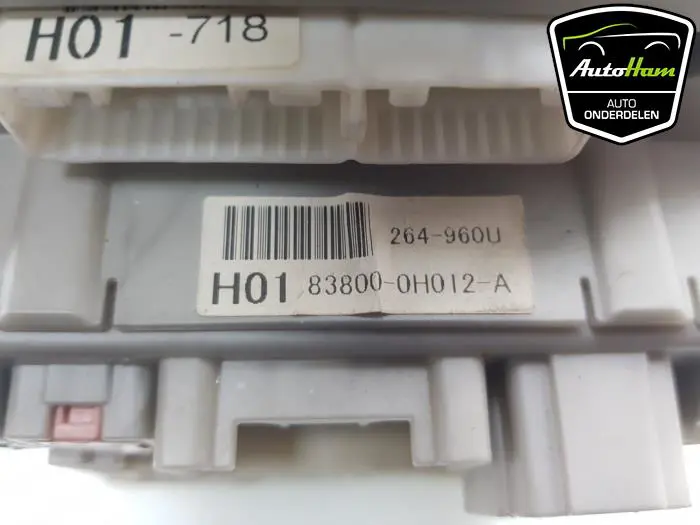 H01 -718
AutoHam
AUTO
ONDERDELEN
264-960U
H01 83800-0H012-A